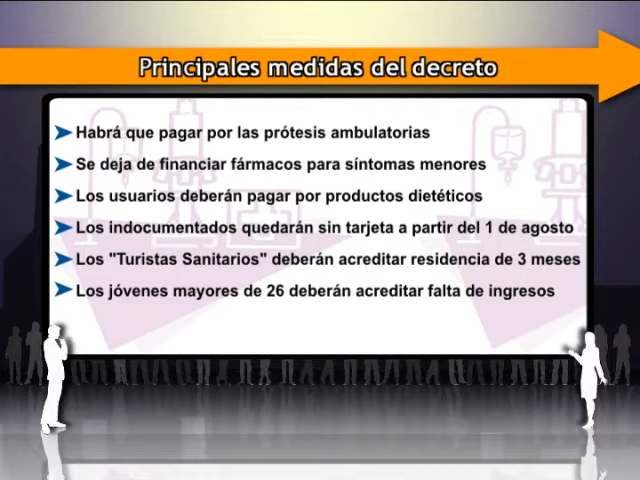 Principales medidas del decreto
Habrá que pagar por las prótesis ambulatorias
Se deja de financiar fármacos para síntomas menores
Los usuarios deberán pagar por productos dietéticos
Los indocumentados quedarán sin tarjeta a partir del 1 de agosto
Los "Turistas Sanitarios" deberán acreditar residencia de 3 meses
Los jóvenes mayores de 26 deberán acreditar falta de ingresos